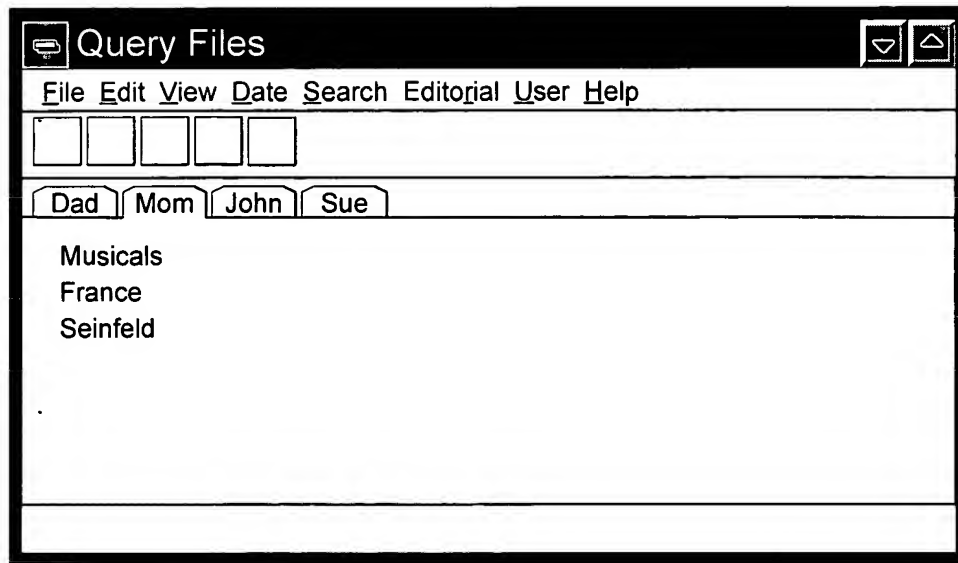 Query Files
File Edit View Date Search Editorial User Help
Dad Mom John Sue
Musicals
France
Seinfeld